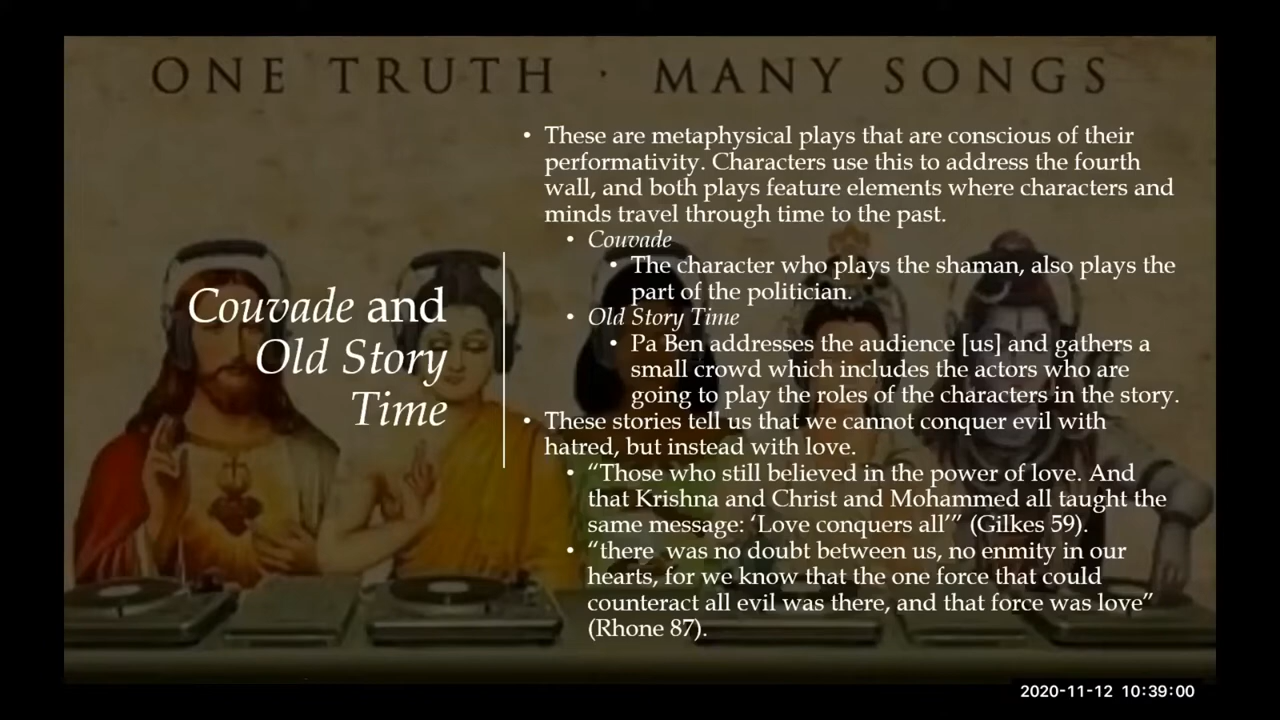 ONE TRUTH · MANY SONGS
Couvade and
Old Story
Time
• These are metaphysical plays that are conscious of their
performativity. Characters use this to address the fourth
wall, and both plays feature elements where characters and
minds travel through time to the past.
• Couvade
• The character who plays the shaman, also plays the
part of the politician.
• Old Story Time
• Pa Ben addresses the audience [us] and gathers a
small crowd which includes the actors who are
going to play the roles of the characters in the story.
• These stories tell us that we cannot conquer evil with
hatred, but instead with love.
• “Those who still believed in the power of love. And
that Krishna and Christ and Mohammed all taught the
same message: ‘Love conquers all’” (Gilkes 59).
• “there  was no doubt between us, no enmity in our
hearts, for we know that the one force that could
counteract all evil was there, and that force was love”
(Rhone 87).
2020-11-12 10:39:00